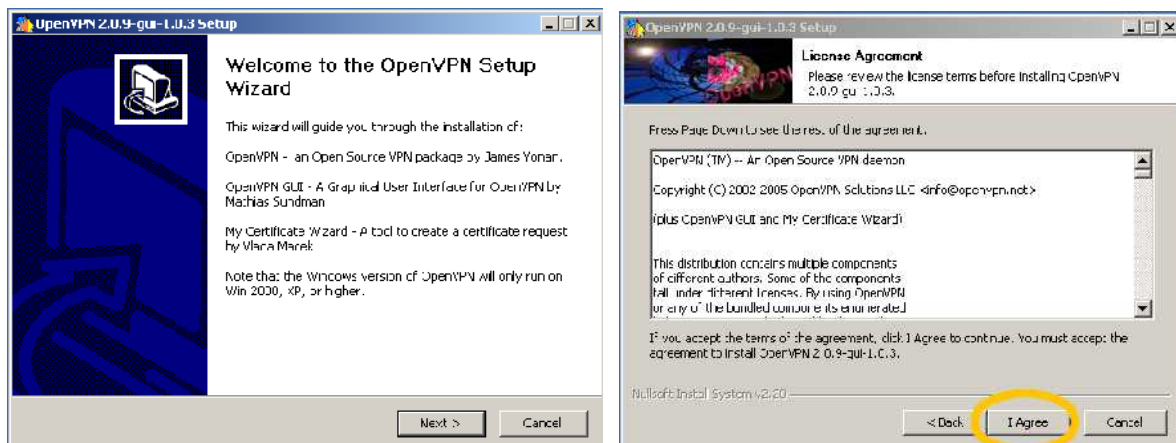 OpenVPN 2.0.9-gui-1.0.3 Setup
Welcome to the OpenVPN Setup
Wizard
This wizard will guide you through the installation of:
OpenVPN - an Open Source VPN package by James Yonan.
OpenVPN GUI - A Graphical User Interface for OpenVPN by
Mathias Sundman
My Certificate Wizard - A tool to create a certificate request
by Vlada Macek
Note that the Windows version of OpenVPN will only run on
Win 2000, XP, or higher.
Next >
Cancel
OpenVPN 2.0.9-gui-1.0.3 Setup
OpenVPN
License Agreement
Please review the license terms before installing OpenVPN
2.0.9-gui-1.0.3.
Press Page Down to see the rest of the agreement.
OpenVPN (TM) -- An Open Source VPN daemon
Copyright (C) 2002-2005 OpenVPN Solutions LLC <info@openvpn.net>
(plus OpenVPN GUI and My Certificate Wizard)
This distribution contains multiple components
of different authors. Some of the components
fall under different licenses. By using OpenVPN
or any of the bundled components enumerated
If you accept the terms of the agreement, click I Agree to continue. You must accept the
agreement to install OpenVPN 2.0.9-gui-1.0.3.
Nullsoft Install System v2.20
< Back
I Agree
Cancel